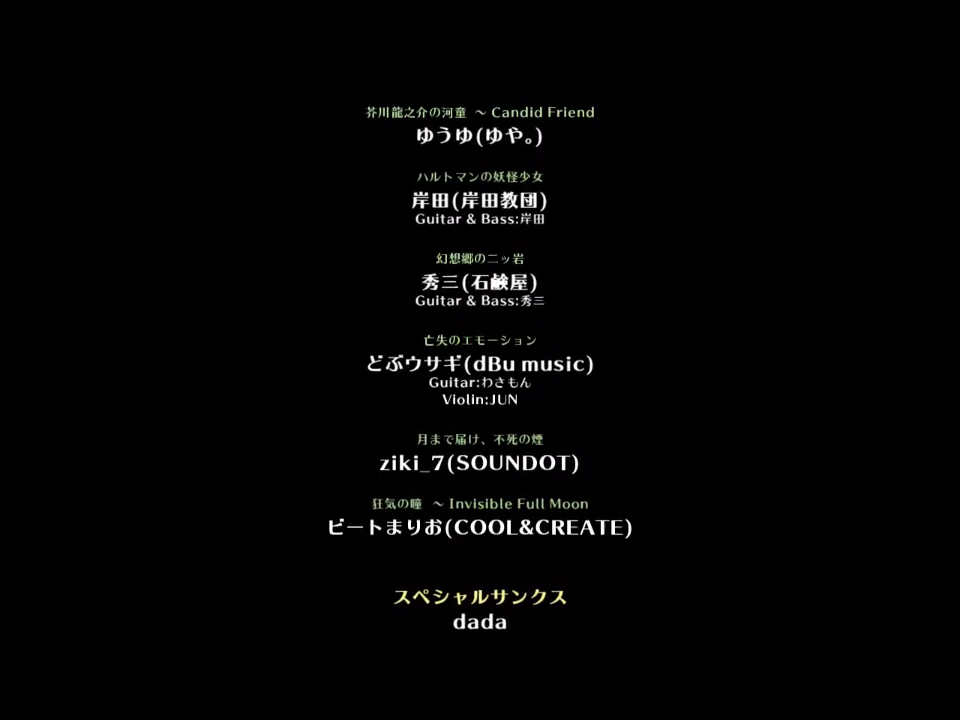 芥川龍之介の河童 ～ Candid Friend
ゆうゆ(ゆや。)
ハルトマンの妖怪少女
岸田(岸田教団)
Guitar & Bass:岸田
幻想郷の二ッ岩
秀三(石鹸屋)
Guitar & Bass:秀三
亡失のエモーション
どぶウサギ(dBu music)
Guitar:わさもん
Violin:JUN
月まで届け、不死の煙
ziki_7(SOUNDOT)
狂気の瞳 ～ Invisible Full Moon
ビートまりお(COOL&CREATE)
スペシャルサンクス
dada